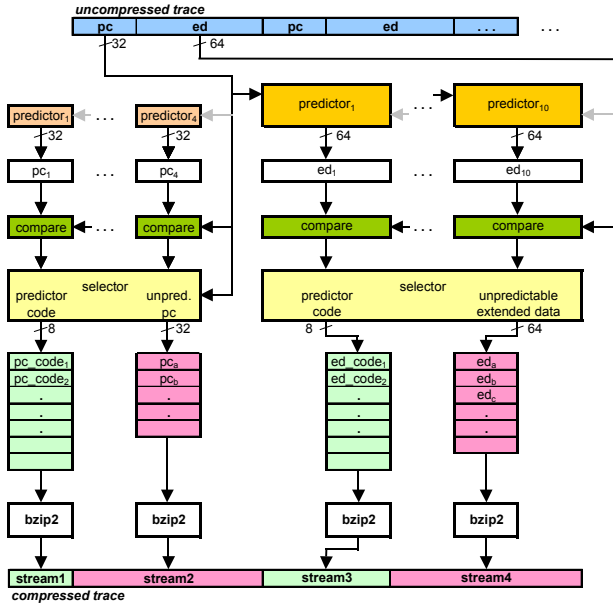 uncompressed trace
pc ed pc ed ... ...
32 64
predictor1 ... predictor4 predictor1 ... predictor10
32 32 64 64
pc1 ... pc4 ed1 ... ed10
compare ... compare compare ... compare
selector selector
predictor code unpred. pc predictor code unpredictable extended data
8 32 8 64
pc_code1 pca ed_code1 eda
pc_code2 pcb ed_code2 edb
. . . edc
. . . .
. . . .
bzip2 bzip2 bzip2 bzip2
stream1 stream2 stream3 stream4
compressed trace